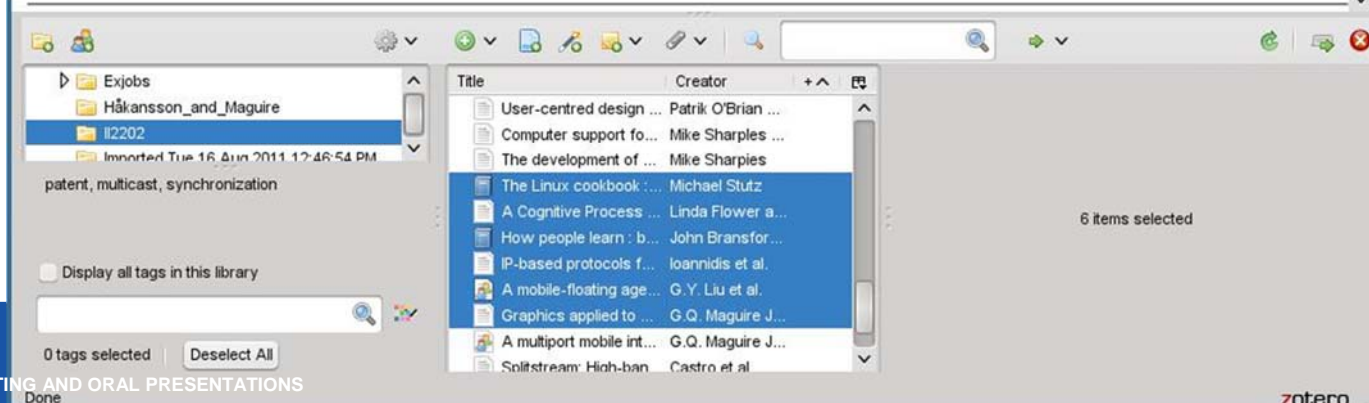 Exjobs
Håkansson_and_Maguire
II2202
Imported Tue 16 Aug 2011 12:46:54 PM
patent, multicast, synchronization
Display all tags in this library
0 tags selected Deselect All
Title Creator
User-centred design ... Patrik O'Brian ...
Computer support fo... Mike Sharples ...
The development of ... Mike Sharpies
The Linux cookbook :... Michael Stutz
A Cognitive Process ... Linda Flower a...
How people learn : b... John Bransfor...
IP-based protocols f... Ioannidis et al.
A mobile-floating age... G.Y. Liu et al.
Graphics applied to ... G.Q. Maguire J...
A multiport mobile int... G.Q. Maguire J...
Splitstream: High-ban Castro et al
6 items selected
TING AND ORAL PRESENTATIONS
Done
zotero